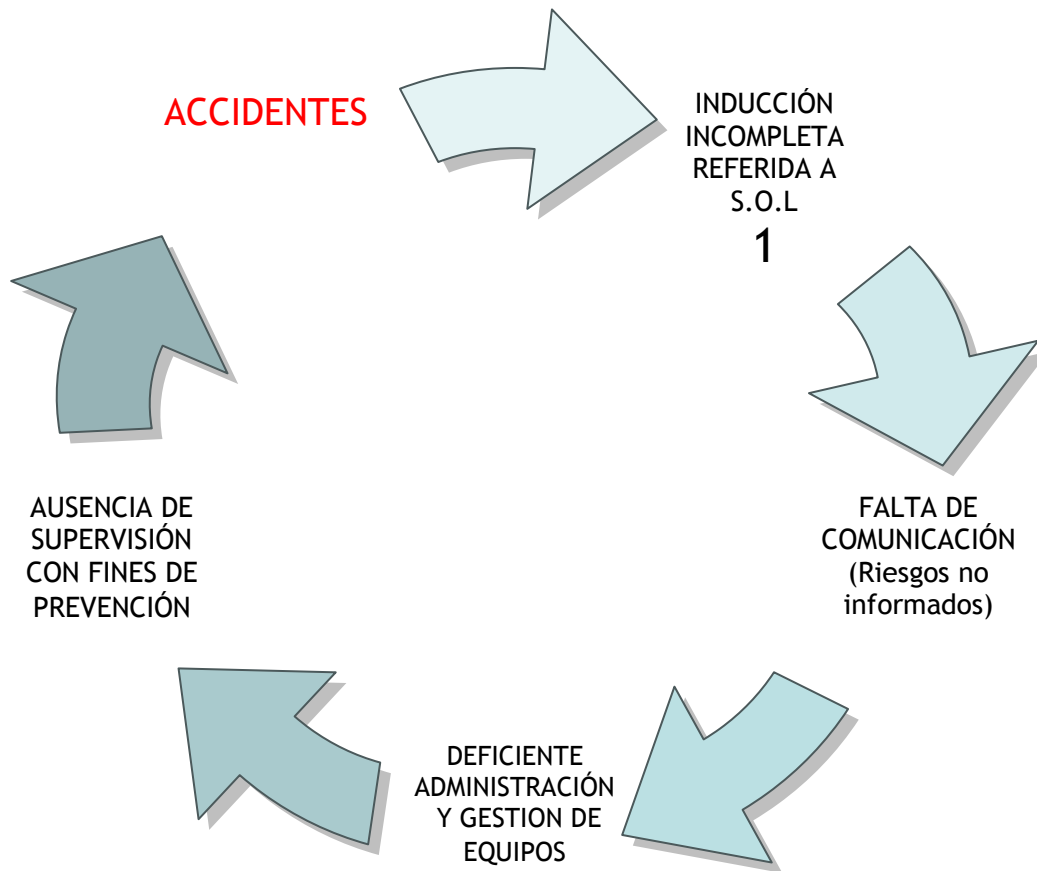 ACCIDENTES
INDUCCIÓN
INCOMPLETA
REFERIDA A
S.O.L
1
FALTA DE
COMUNICACIÓN
(Riesgos no
informados)
DEFICIENTE
ADMINISTRACIÓN
Y GESTION DE
EQUIPOS
AUSENCIA DE
SUPERVISIÓN
CON FINES DE
PREVENCIÓN